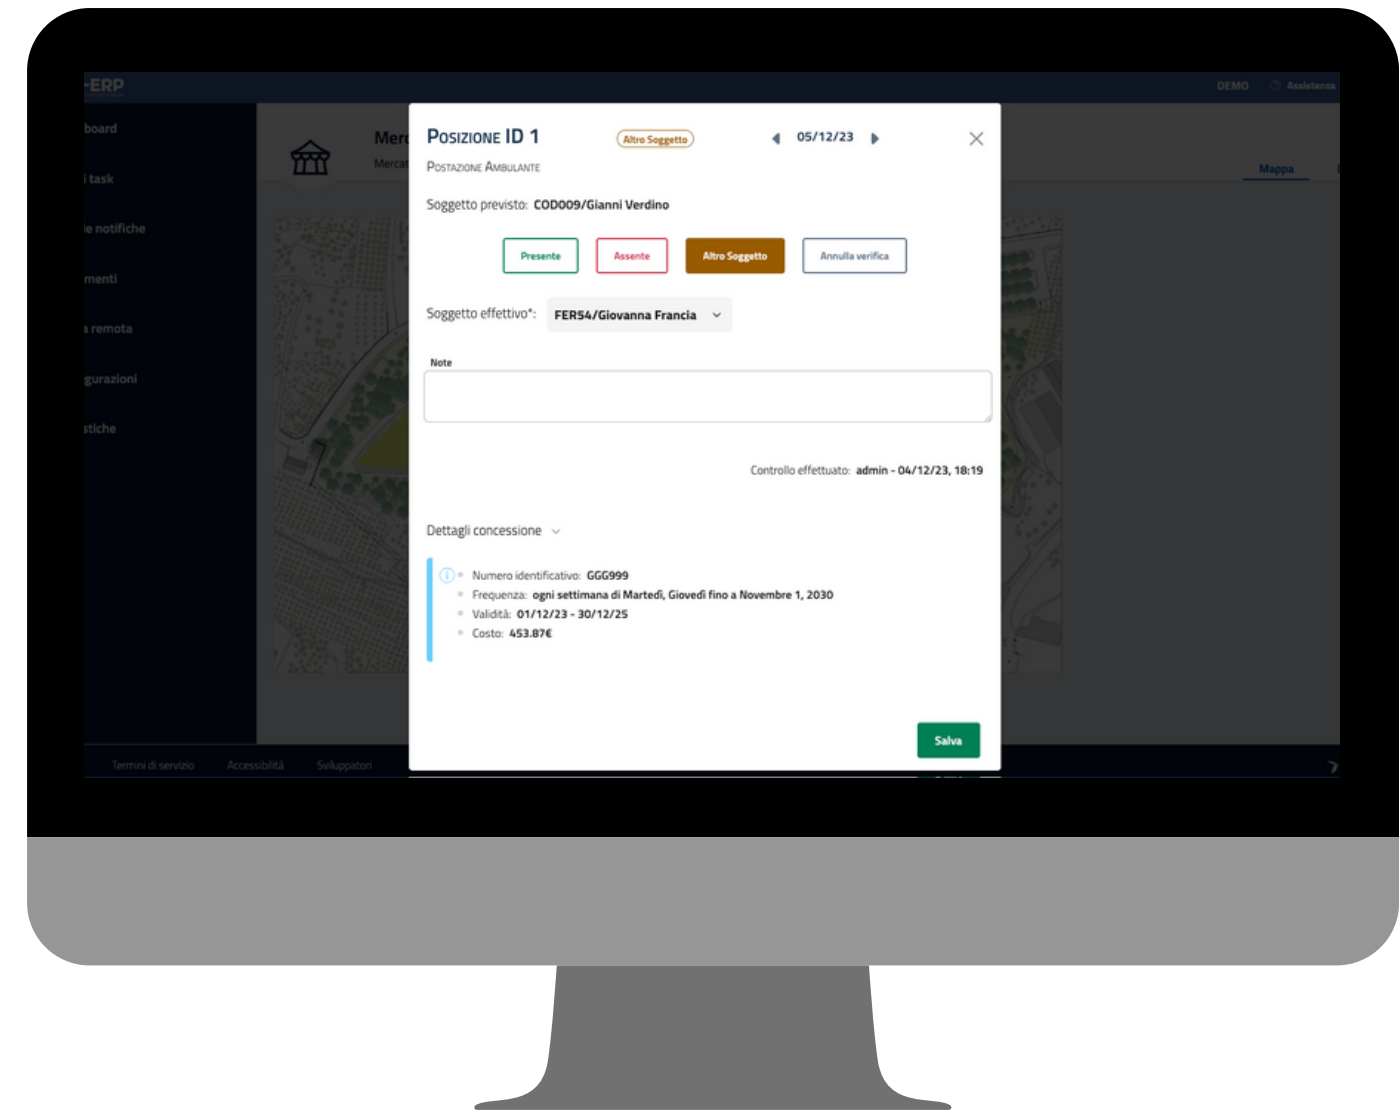 -ERP
DEMO
Assistenza
board
i task
le notifiche
menti
a remota
gurazioni
stiche
Merc
Mercat
Mappa
POSIZIONE ID 1
Altro Soggetto
05/12/23
POSTAZIONE AMBULANTE
Soggetto previsto: COD009/Gianni Verdino
Presente
Assente
Altro Soggetto
Annulla verifica
Soggetto effettivo*: FER54/Giovanna Francia
Note
Controllo effettuato: admin - 04/12/23, 18:19
Dettagli concessione
Numero identificativo: GGG999
Frequenza: ogni settimana di Martedì, Giovedì fino a Novembre 1, 2030
Validità: 01/12/23 - 30/12/25
Costo: 453.87€
Salva
Termini di servizio
Accessibilità
Sviluppatori